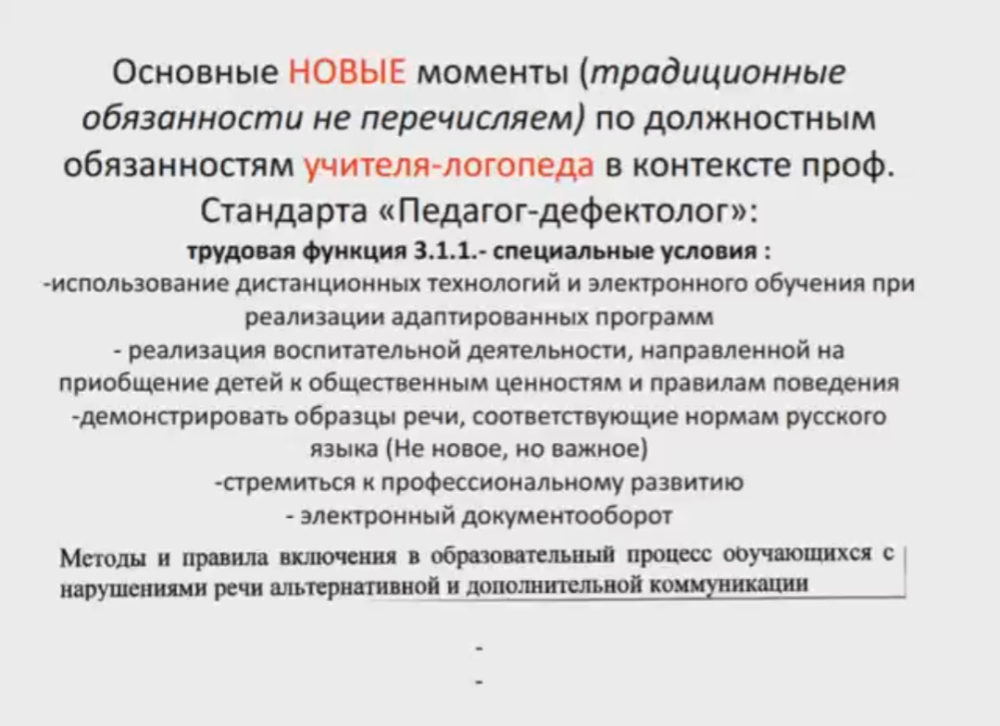 Основные НОВЫЕ моменты (традиционные
обязанности не перечисляем) по должностным
обязанностям учителя-логопеда в контексте проф.
Стандарта «Педагог-дефектолог»:
трудовая функция 3.1.1.- специальные условия :
-использование дистанционных технологий и электронного обучения при
реализации адаптированных программ
- реализация воспитательной деятельности, направленной на
приобщение детей к общественным ценностям и правилам поведения
-демонстрировать образцы речи, соответствующие нормам русского
языка (Не новое, но важное)
-стремиться к профессиональному развитию
- электронный документооборот
Методы и правила включения в образовательный процесс обучающихся с
нарушениями речи альтернативной и дополнительной коммуникации
-
-